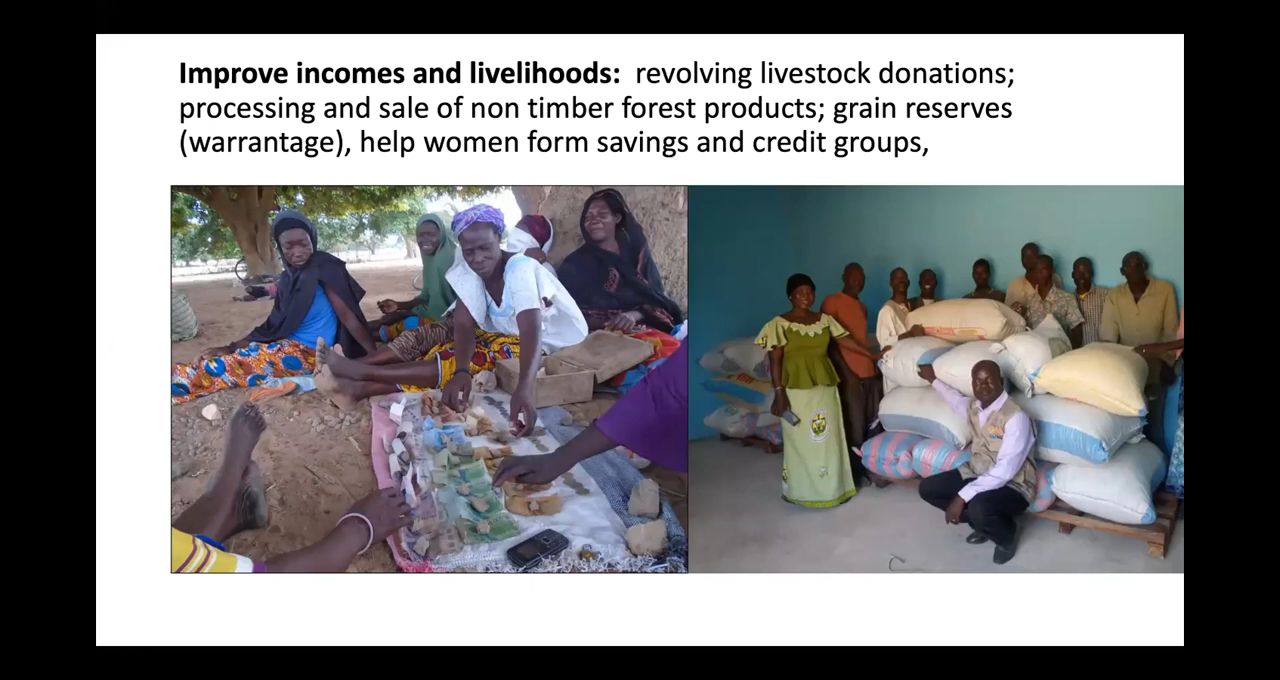 Improve incomes and livelihoods:  revolving livestock donations;
processing and sale of non timber forest products; grain reserves
(warrantage), help women form savings and credit groups,